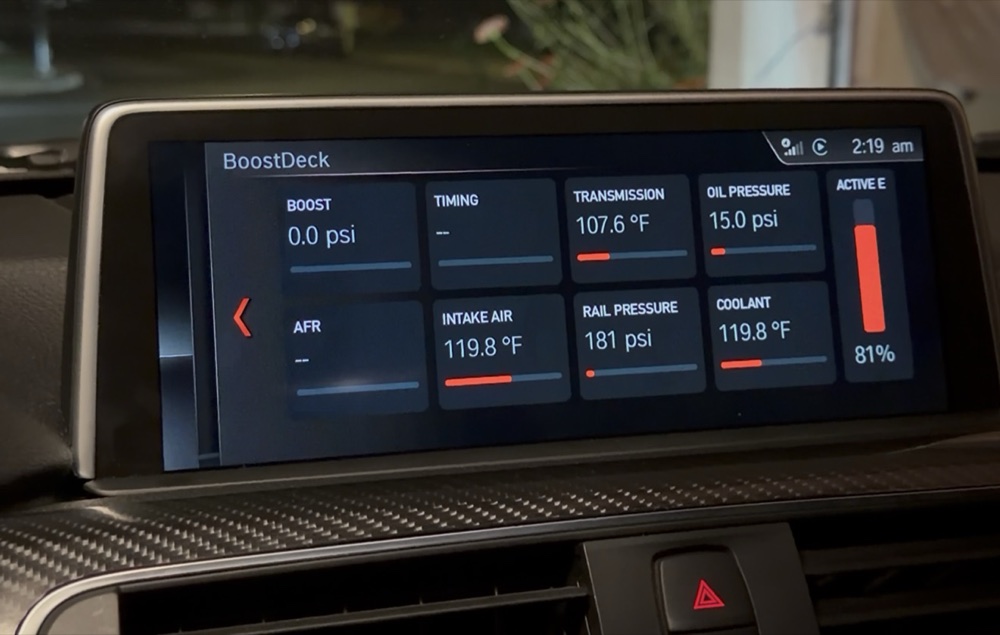 BoostDeck
2:19 am
BOOST
0.0 psi
TIMING
--
TRANSMISSION
107.6 °F
OIL PRESSURE
15.0 psi
ACTIVE E
81%
AFR
--
INTAKE AIR
119.8 °F
RAIL PRESSURE
181 psi
COOLANT
119.8 °F